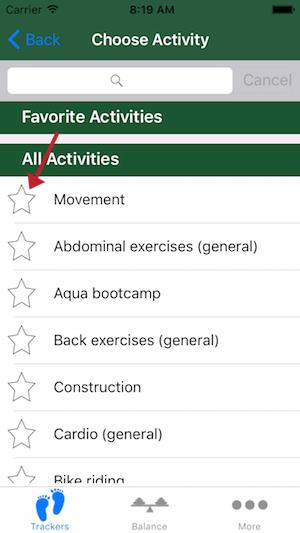 Carrier 8:19 AM
Back Choose Activity
Cancel
Favorite Activities
All Activities
Movement
Abdominal exercises (general)
Aqua bootcamp
Back exercises (general)
Construction
Cardio (general)
Bike riding
Trackers Balance More